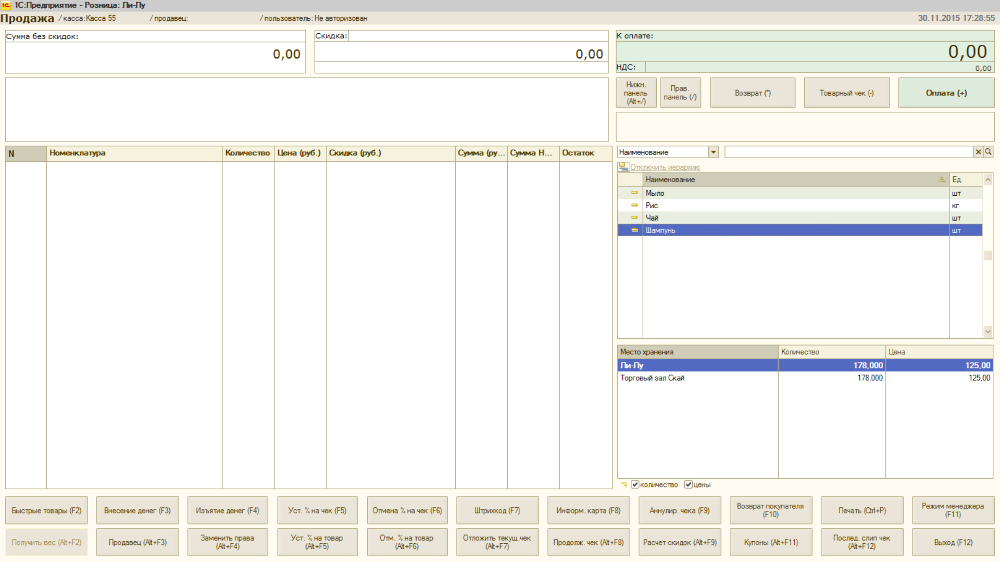 1С:Предприятие - Розница: Ли-Лу
Продажа / касса: Касса 55 / продавец: / пользователь: Не авторизован 30.11.2015 17:28:55
Сумма без скидок:
0,00
Скидка:
0,00
К оплате:
0,00
НДС:
0,00
Нижн.
панель
(Alt+/)
Прав.
панель (/)
Возврат (*)
Товарный чек (-)
Оплата (+)
N Номенклатура Количество Цена (руб.) Скидка (руб.) Сумма (ру... Сумма Н... Остаток
Наименование
Отключить иерархию
Наименование Ед.
Мыло шт
Рис кг
Чай шт
Шампунь шт
Место хранения Количество Цена
Ли-Лу 178,000 125,00
Торговый зал Скай 178,000 125,00
количество цены
Быстрые товары (F2)
Внесение денег (F3)
Изъятие денег (F4)
Уст. % на чек (F5)
Отмена % на чек (F6)
Штрихкод (F7)
Информ. карта (F8)
Аннулир. чека (F9)
Возврат покупателя
(F10)
Печать (Ctrl+P)
Режим менеджера
(F11)
Получить вес (Alt+F2)
Продавец (Alt+F3)
Заменить права
(Alt+F4)
Уст. % на товар
(Alt+F5)
Отм. % на товар
(Alt+F6)
Отложить текущ.чек
(Alt+F7)
Продолж. чек (Alt+F8)
Расчет скидок (Alt+F9)
Купоны (Alt+F11)
Послед. слип чек
(Alt+F12)
Выход (F12)